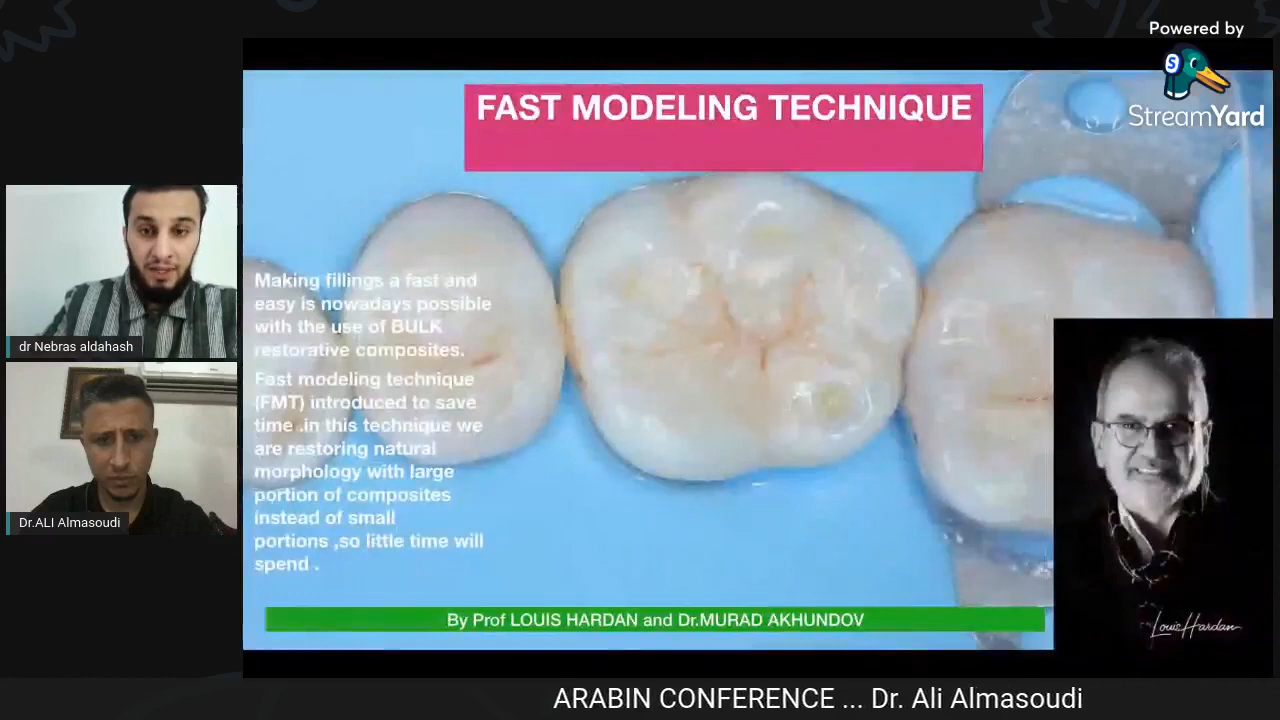 Powered by
StreamYard
FAST MODELING TECHNIQUE
Making fillings a fast and
easy is nowadays possible
with the use of BULK
restorative composites.
Fast modeling technique
(FMT) introduced to save
time .in this technique we
are restoring natural
morphology with large
portion of composites
instead of small
portions ,so little time will
spend .
dr Nebras aldahash
Dr.ALI Almasoudi
By Prof LOUIS HARDAN and Dr.MURAD AKHUNDOV
Louis Hardan
ARABIN CONFERENCE ... Dr. Ali Almasoudi